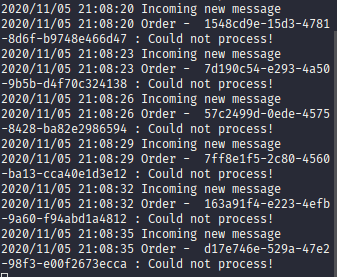 2020/11/05 21:08:20 Incoming new message
2020/11/05 21:08:20 Order -  1548cd9e-15d3-4781
-8d6f-b9748e466d47 : Could not process!
2020/11/05 21:08:23 Incoming new message
2020/11/05 21:08:23 Order -  7d190c54-e293-4a50
-9b5b-d4f70c324138 : Could not process!
2020/11/05 21:08:26 Incoming new message
2020/11/05 21:08:26 Order -  57c2499d-0ede-4575
-8428-ba82e2986594 : Could not process!
2020/11/05 21:08:29 Incoming new message
2020/11/05 21:08:29 Order -  7ff8e1f5-2c80-4560
-ba13-cca40e1d3e12 : Could not process!
2020/11/05 21:08:32 Incoming new message
2020/11/05 21:08:32 Order -  163a91f4-e223-4efb
-9a60-f94abd1a4812 : Could not process!
2020/11/05 21:08:35 Incoming new message
2020/11/05 21:08:35 Order -  d17e746e-529a-47e2
-98f3-e00f2673ecca : Could not process!